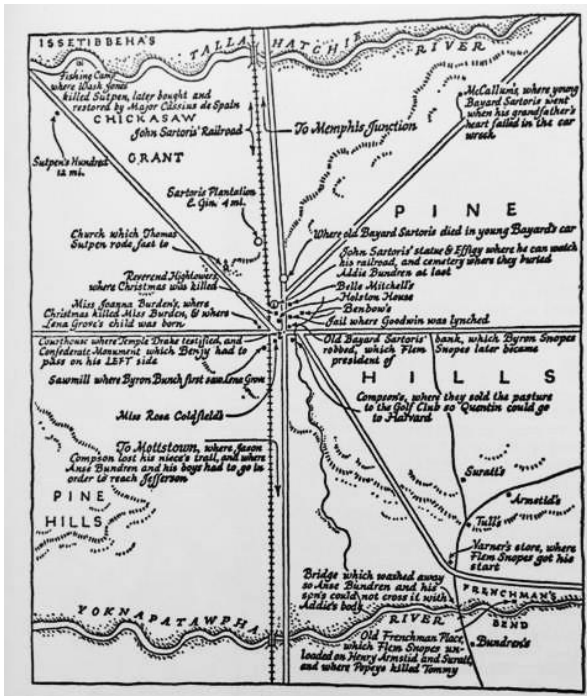 ISSETIBBEHA'S
TALLAHATCHIE RIVER
Fishing Camp
where Wash Jones
killed Sutpen, later bought and
restored by Major Cassius de Spain
CHICKASAW
John Sartoris' Railroad
GRANT
Sutpen's Hundred
12 mi.
To Memphis Junction
McCallum's, where young
Bayard Sartoris went
when his grandfather's
heart failed in the car
wreck
Sartoris Plantation
& Gin. 4 mi.
PINE
Church which Thomas
Sutpen rode fast to
Where old Bayard Sartoris died in young Bayard's car
John Sartoris' statue & Effigy where he can watch
his railroad, and cemetery where they buried
Addie Bundren at last
Reverend Hightower's,
where Christmas was killed
Belle Mitchell's
Holston House
Benbow's
Jail where Goodwin was lynched
Miss Joanna Burden's, where
Christmas killed Miss Burden, & where
Lena Grove's child was born
Courthouse where Temple Drake testified, and
Confederate Monument which Benjy had to
pass on his LEFT side
Old Bayard Sartoris' bank, which Byron Snopes
robbed, which Flem Snopes later became
president of
HILLS
Sawmill where Byron Bunch first saw Lena Grove
Compson's, where they sold the pasture
to the Golf Club so Quentin could go
to Harvard
Miss Rosa Coldfield's
To Mottstown, where Jason
Compson lost his niece's trail, and where
Anse Bundren and his boys had to go in
order to reach Jefferson
PINE
HILLS
Suratt's
Armstid's
Tull's
Varner's store, where
Flem Snopes got his
start
Bridge which washed away
so Anse Bundren and his
sons could not cross it with
Addie's body
FRENCHMAN'S
BEND
YOKNAPATAWPHA RIVER
Old Frenchman Place,
which Flem Snopes un-
loaded on Henry Armstid and Suratt,
and where Popeye killed Tommy
Bundren's